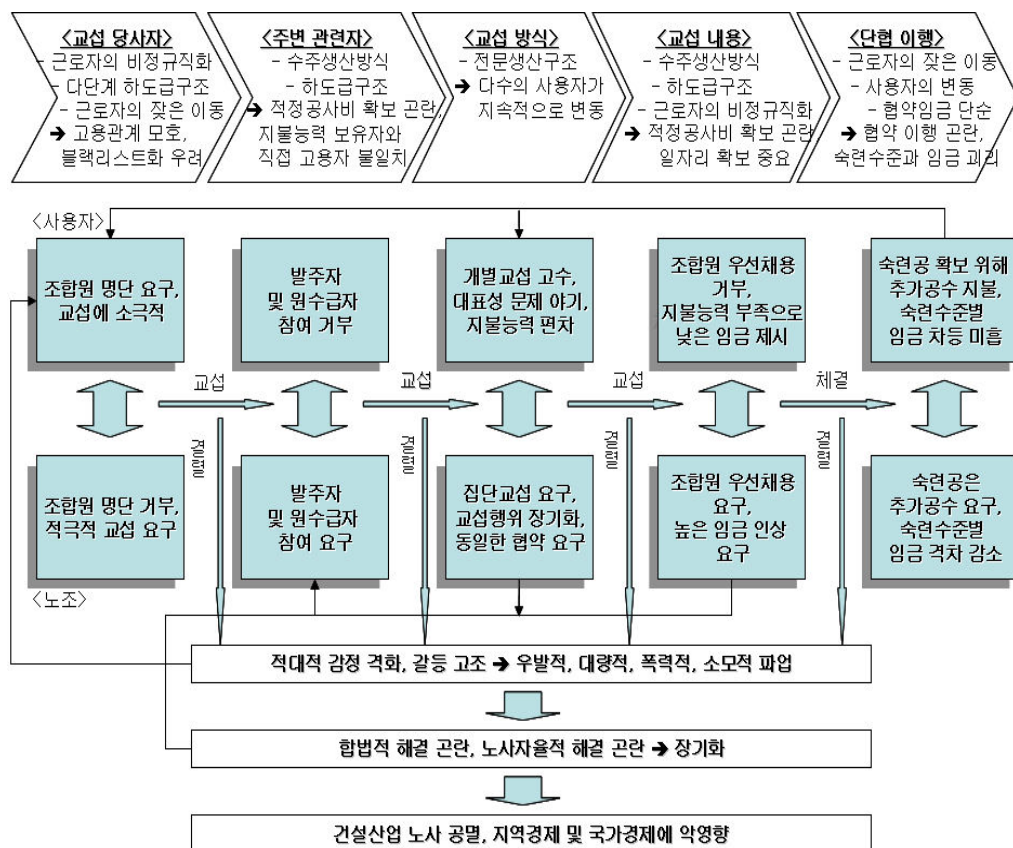 <교섭 당사자>
- 근로자의 비정규직화
- 다단계 하도급구조
- 근로자의 잦은 이동
➔ 고용관계 모호,
블랙리스트화 우려
<주변 관련자>
- 수주생산방식
- 하도급구조
➔ 적정공사비 확보 곤란,
지불능력 보유자와
직접 고용자 불일치
<교섭 방식>
- 전문생산구조
➔ 다수의 사용자가
지속적으로 변동
<교섭 내용>
- 수주생산방식
- 하도급구조
- 근로자의 비정규직화
➔ 적정공사비 확보 곤란
일자리 확보 중요
<단협 이행>
- 근로자의 잦은 이동
- 사용자의 변동
- 협약임금 단순
➔ 협약 이행 곤란,
숙련수준과 임금 괴리
<사용자>
조합원 명단 요구,
교섭에 소극적
발주자
및 원수급자
참여 거부
개별교섭 고수,
대표성 문제 야기,
지불능력 편차
조합원 우선채용
거부,
지불능력 부족으로
낮은 임금 제시
숙련공 확보 위해
추가공수 지불,
숙련수준별
임금 차등 미흡
교섭
교섭
교섭
체결
결렬
결렬
결렬
결렬
조합원 명단 거부,
적극적 교섭 요구
발주자
및 원수급자
참여 요구
집단교섭 요구,
교섭행위 장기화,
동일한 협약 요구
조합원 우선채용
요구,
높은 임금 인상
요구
숙련공은
추가공수 요구,
숙련수준별
임금 격차 감소
<노조>
적대적 감정 격화, 갈등 고조 ➔ 우발적, 대량적, 폭력적, 소모적 파업
합법적 해결 곤란, 노사자율적 해결 곤란 ➔ 장기화
건설산업 노사 공멸, 지역경제 및 국가경제에 악영향